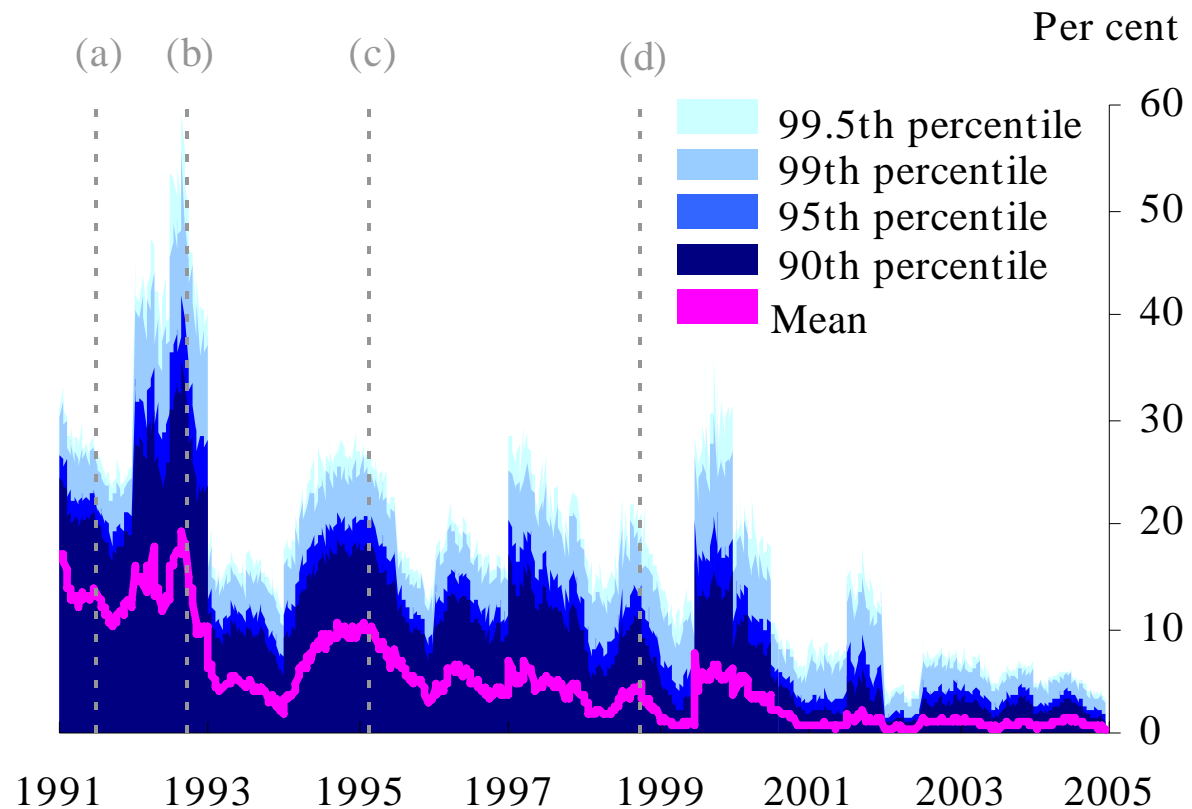 Per cent
(a) (b) (c) (d)
60
99.5th percentile
99th percentile
50
95th percentile
90th percentile
40
Mean
30
20
10
0
1991 1993 1995 1997 1999 2001 2003 2005